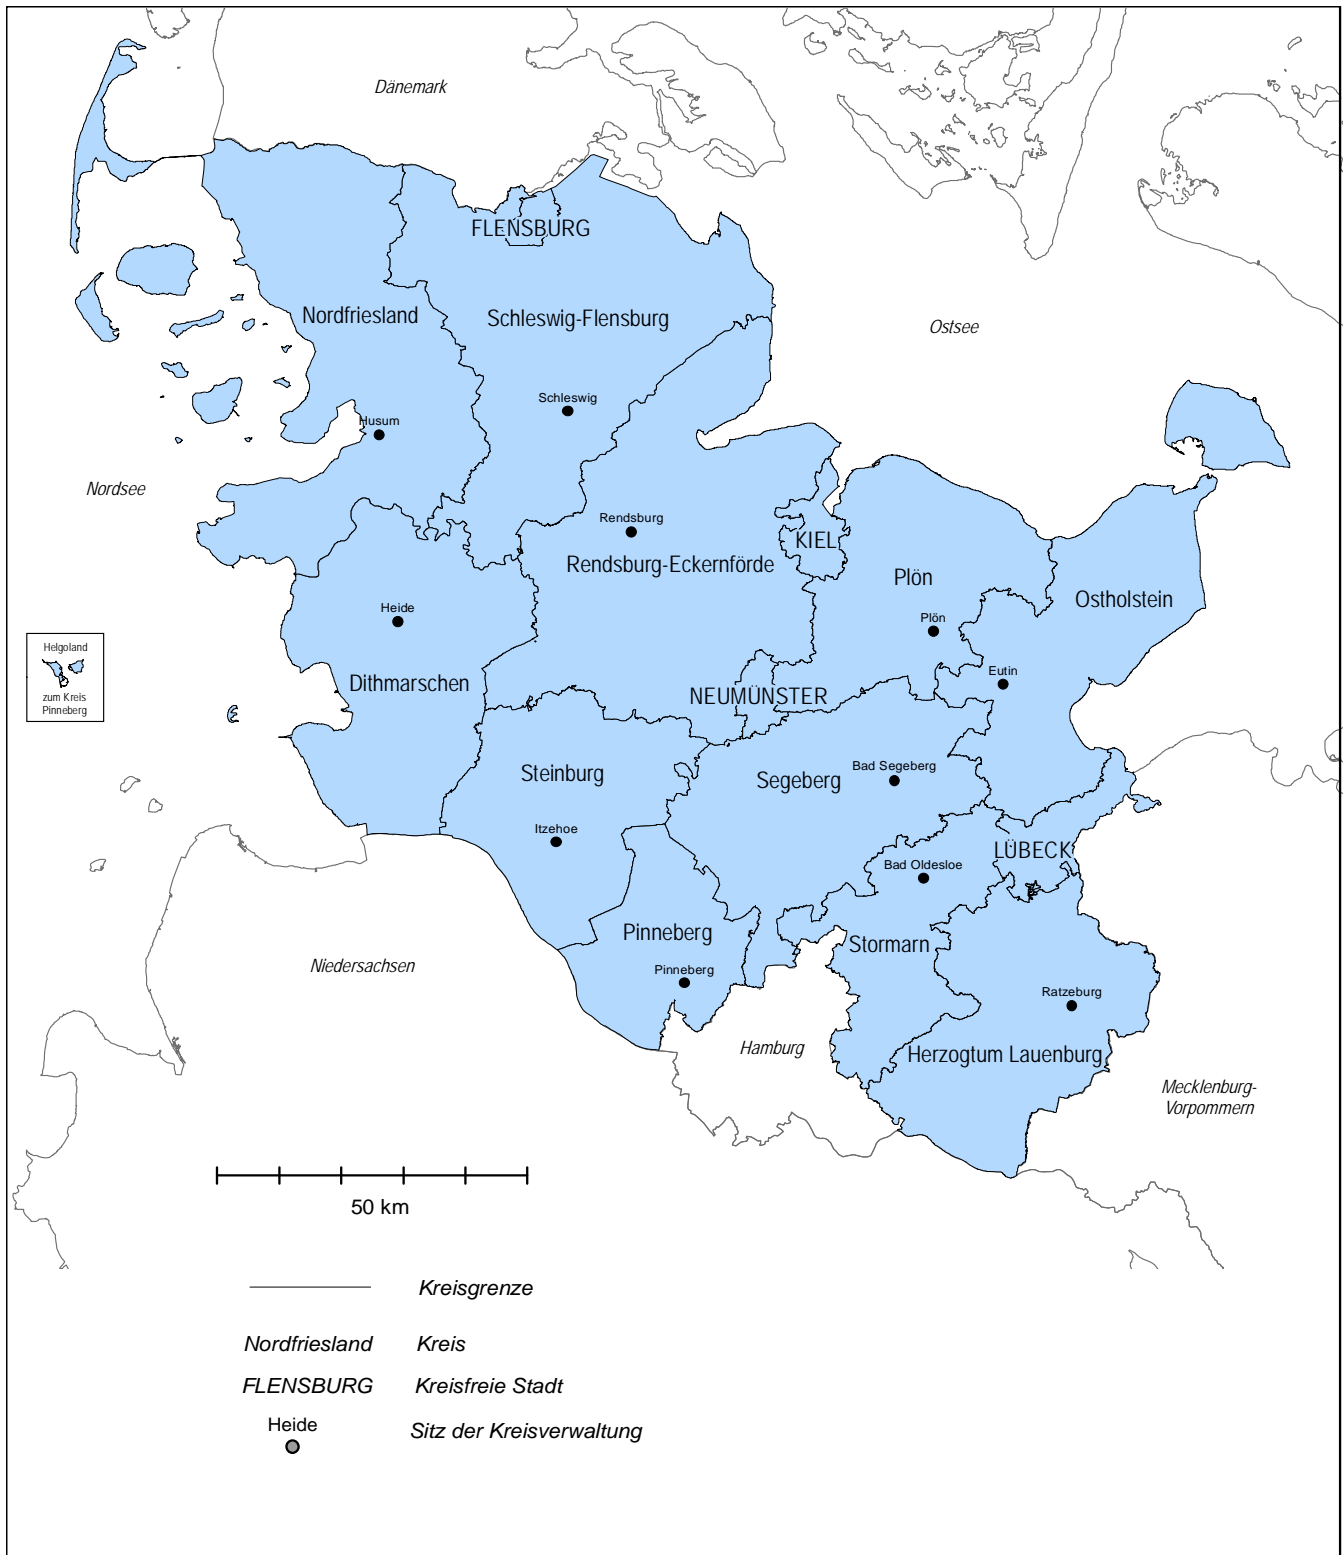 Dänemark
FLENSBURG
Nordfriesland
Schleswig-Flensburg
Ostsee
Schleswig
Husum
Nordsee
Rendsburg
KIEL
Rendsburg-Eckernförde
Plön
Ostholstein
Heide
Plön
Helgoland
zum Kreis
Pinneberg
Eutin
Dithmarschen
NEUMÜNSTER
Steinburg
Segeberg
Bad Segeberg
Itzehoe
LÜBECK
Bad Oldesloe
Pinneberg
Stormarn
Niedersachsen
Pinneberg
Ratzeburg
Hamburg
Herzogtum Lauenburg
Mecklenburg-
Vorpommern
50 km
Kreisgrenze
Nordfriesland Kreis
FLENSBURG Kreisfreie Stadt
Heide Sitz der Kreisverwaltung